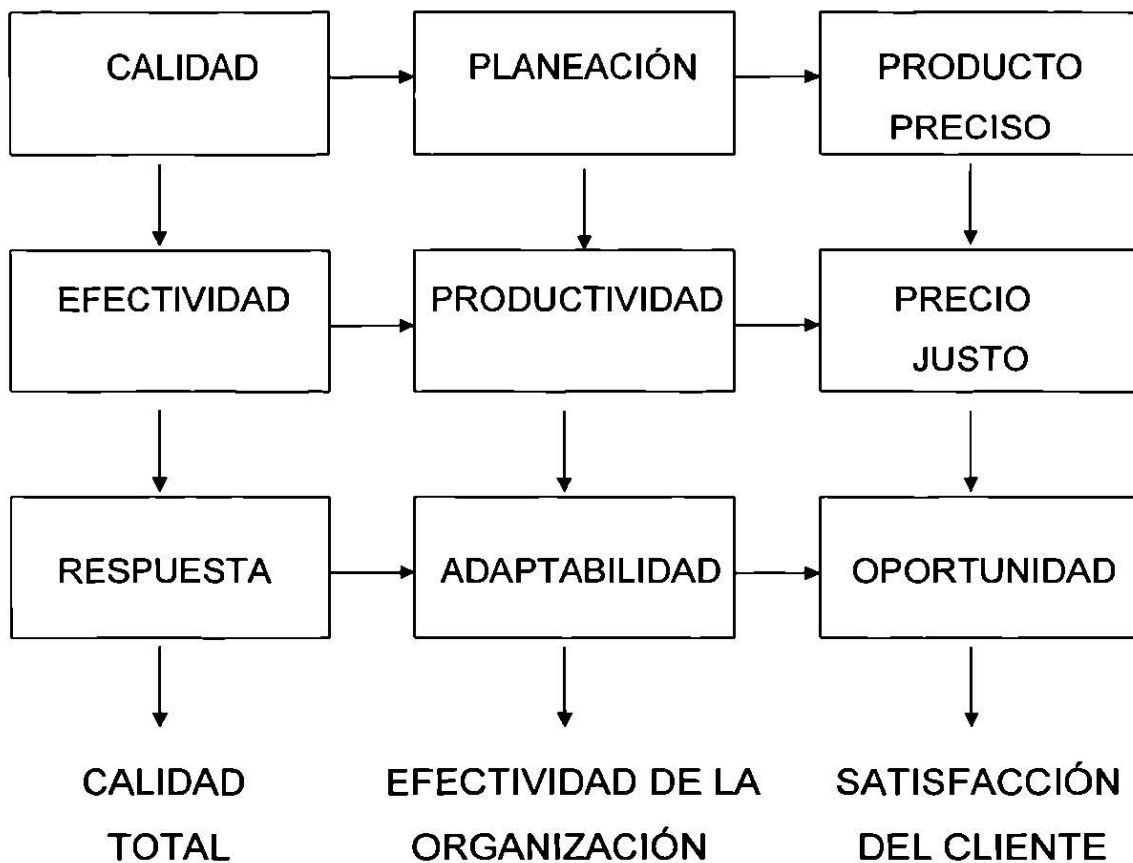 CALIDAD
PLANEACIÓN
PRODUCTO
PRECISO
EFECTIVIDAD
PRODUCTIVIDAD
PRECIO
JUSTO
RESPUESTA
ADAPTABILIDAD
OPORTUNIDAD
CALIDAD
TOTAL
EFECTIVIDAD DE LA
ORGANIZACIÓN
SATISFACCIÓN
DEL CLIENTE